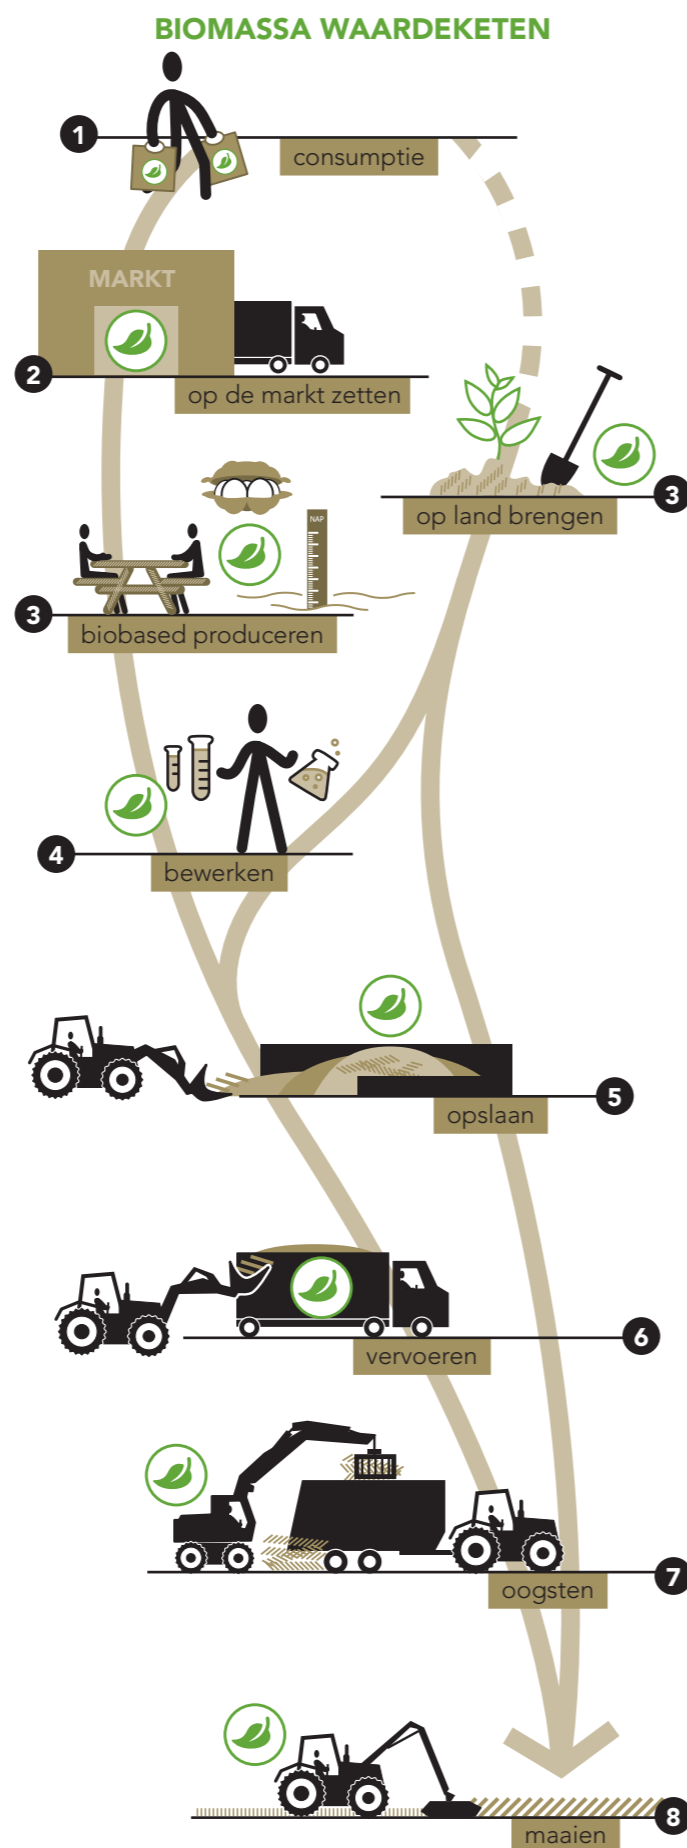 BIOMASSA WAARDEKETEN
1
consumptie
MARKT
2
op de markt zetten
3
op land brengen
NAP
3
biobased produceren
4
bewerken
5
opslaan
6
vervoeren
7
oogsten
8
maaien